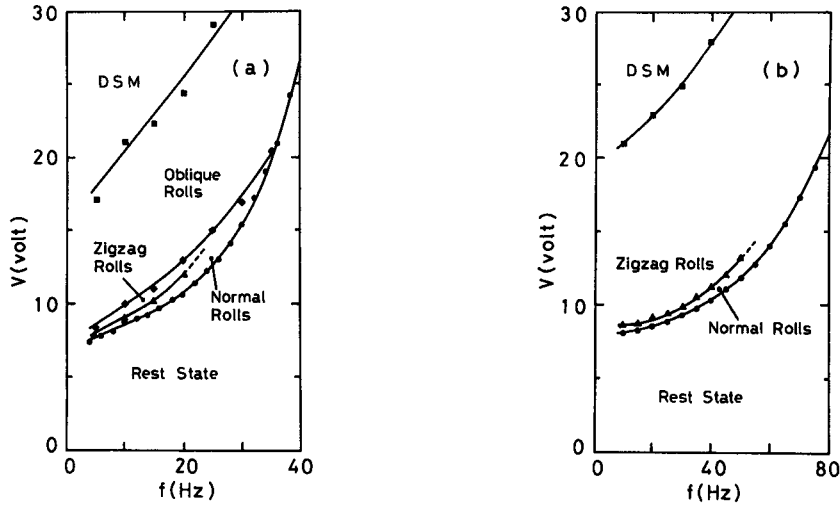 30
20
10
0
V(volt)
(a)
DSM
Oblique
Rolls
Zigzag
Rolls
Normal
Rolls
Rest State
0
20
40
f(Hz)
30
20
10
0
V(volt)
(b)
DSM
Zigzag Rolls
Normal Rolls
Rest State
0
40
80
f(Hz)